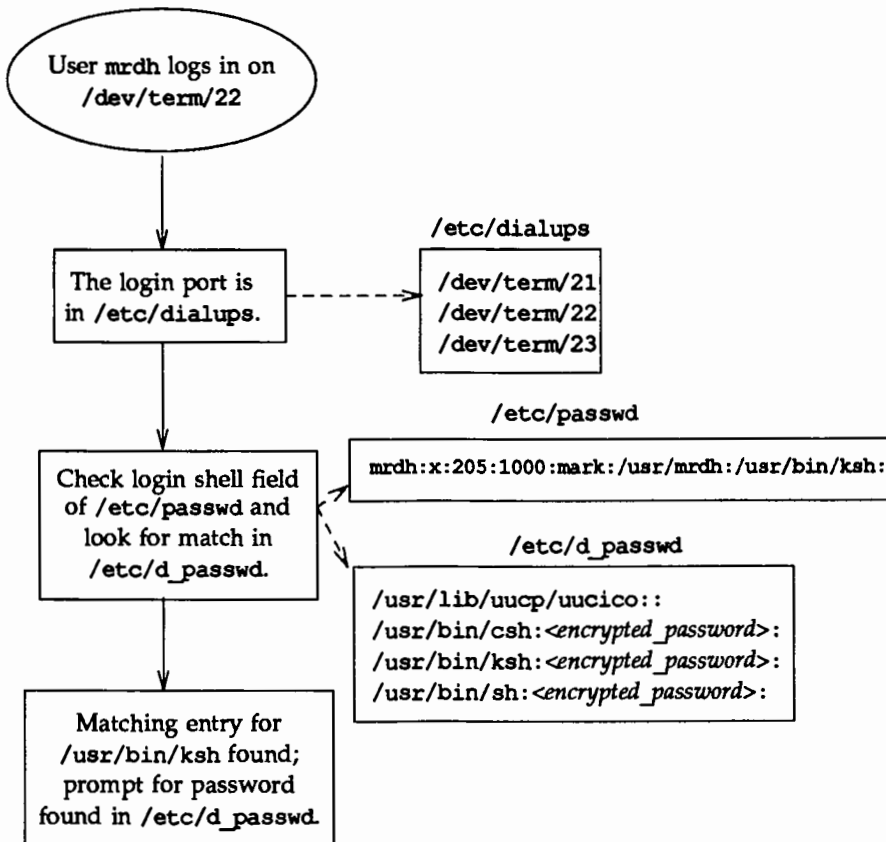 User mrdh logs in on
/dev/term/22
/etc/dialups
The login port is
in /etc/dialups.
/dev/term/21
/dev/term/22
/dev/term/23
/etc/passwd
Check login shell field
of /etc/passwd and
look for match in
/etc/d_passwd.
mrdh:x:205:1000:mark:/usr/mrdh:/usr/bin/ksh:
/etc/d_passwd
/usr/lib/uucp/uucico::
/usr/bin/csh:<encrypted_password>:
/usr/bin/ksh:<encrypted_password>:
/usr/bin/sh:<encrypted_password>:
Matching entry for
/usr/bin/ksh found;
prompt for password
found in /etc/d_passwd.